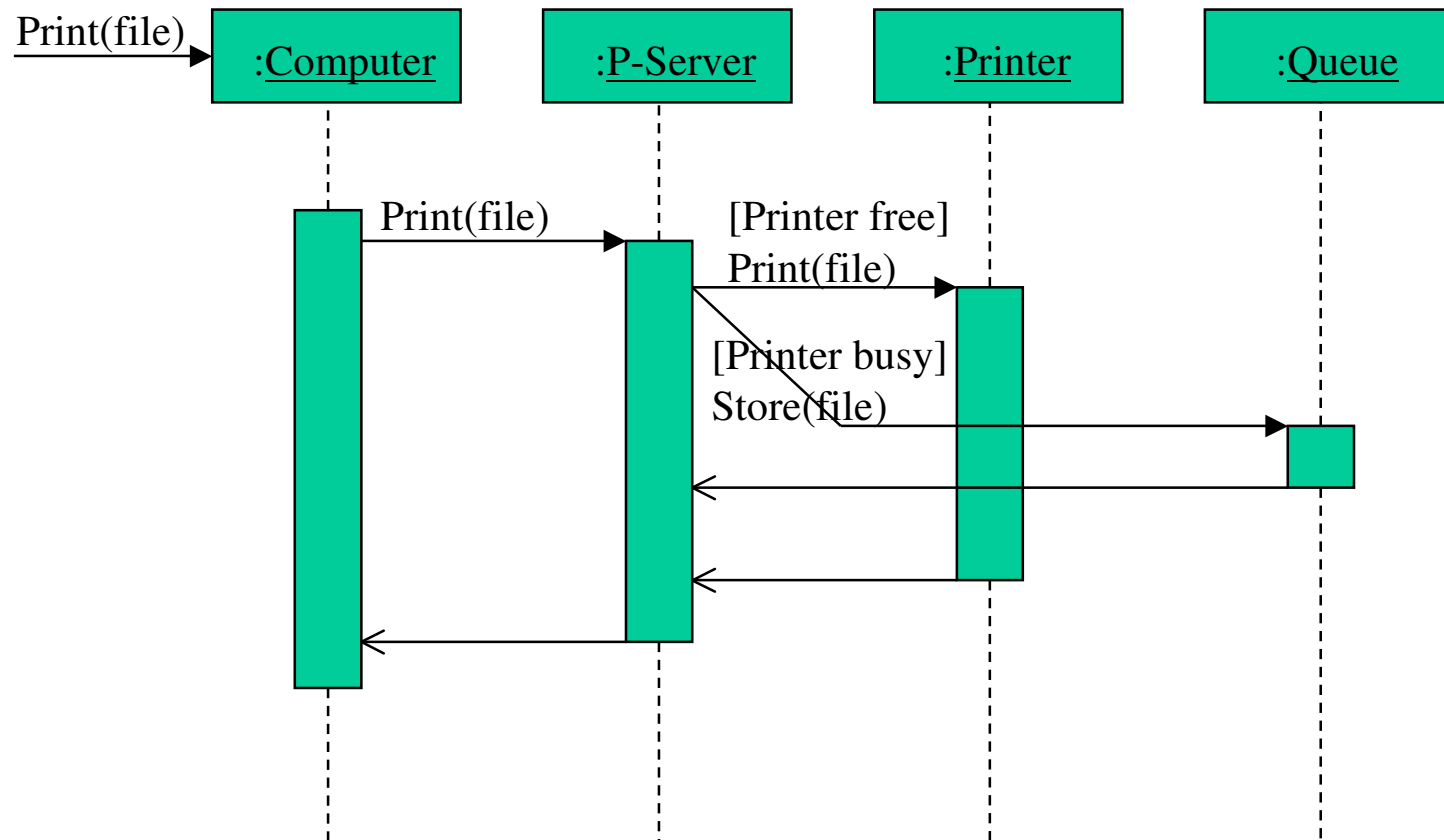 Print(file)
:Computer
:P-Server
:Printer
:Queue
Print(file)
[Printer free]
Print(file)
[Printer busy]
Store(file)